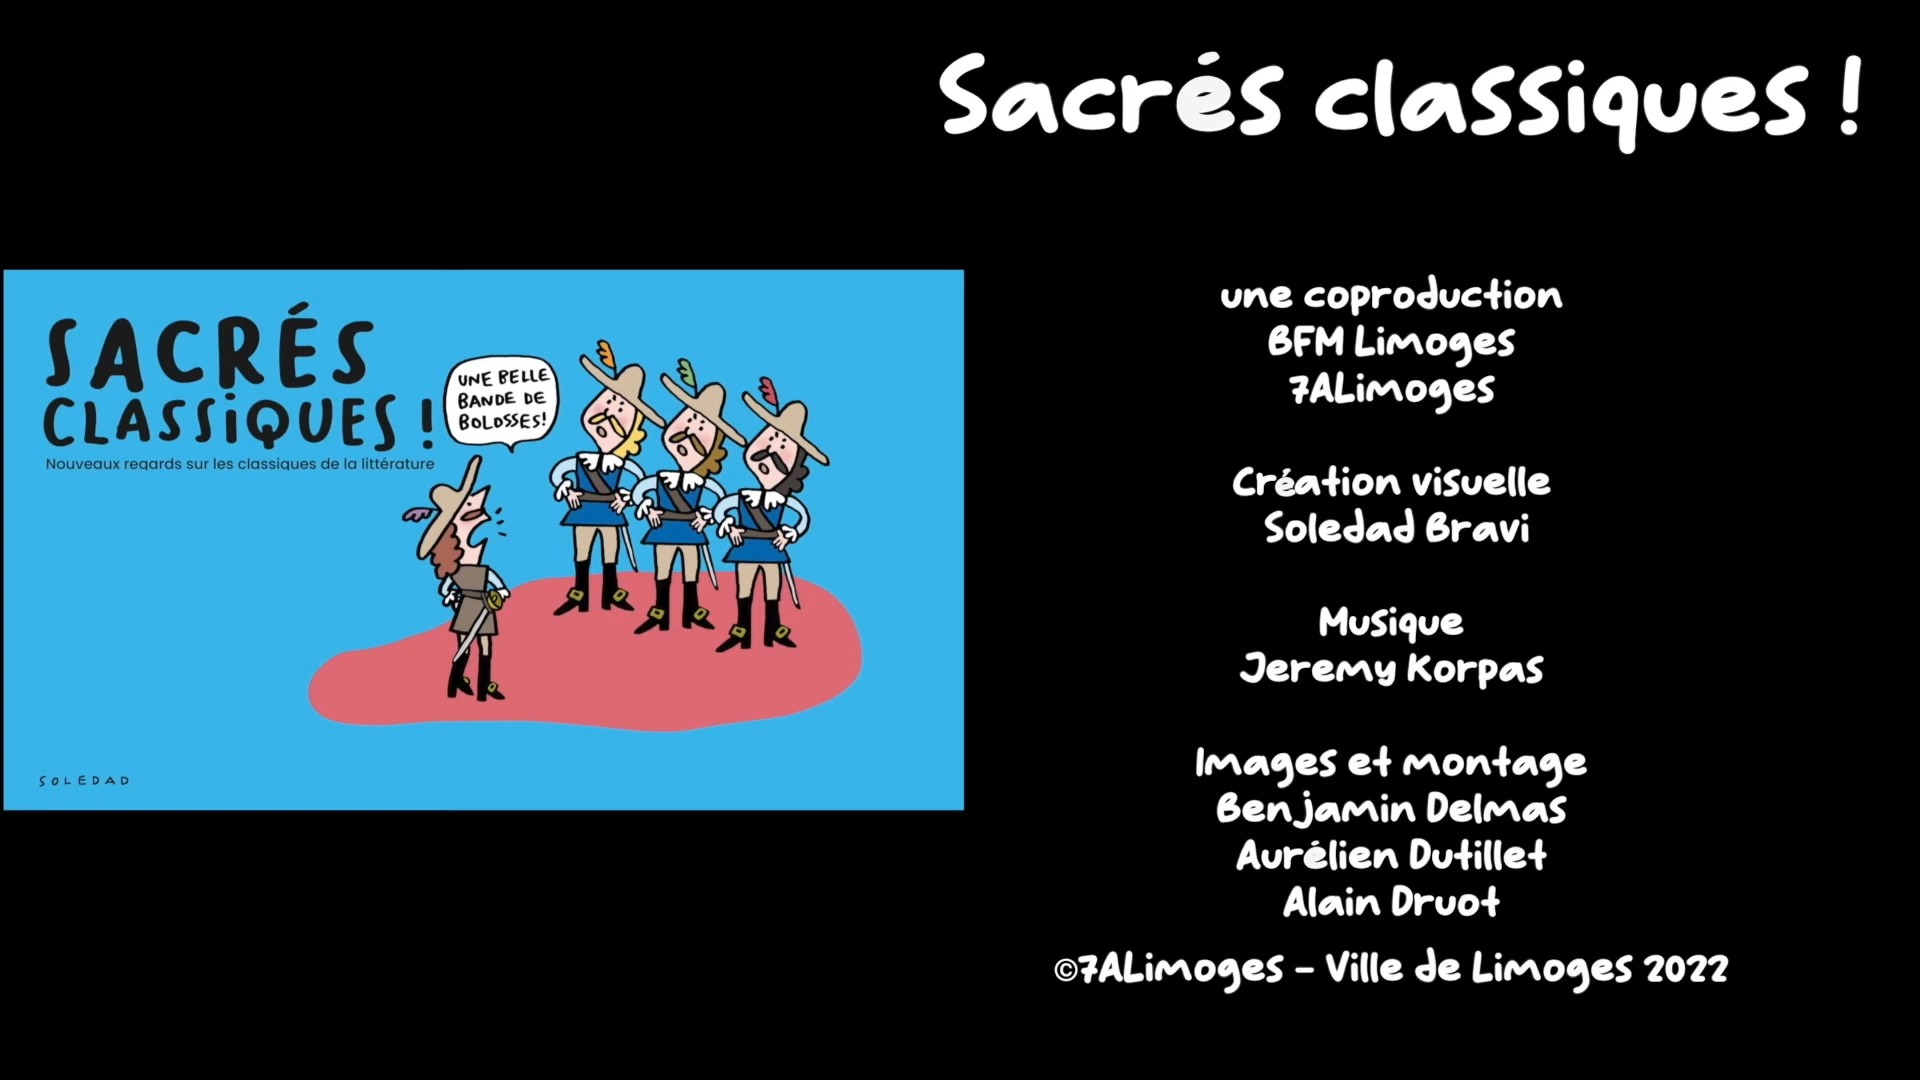 Sacrés classiques !
SACRÉS
CLASSIQUES !
Nouveaux regards sur les classiques de la littérature
UNE BELLE
BANDE DE
BOLOSSES!
SOLEDAD
une coproduction
BFM Limoges
7ALimoges
Création visuelle
Soledad Bravi
Musique
Jeremy Korpas
Images et montage
Benjamin Delmas
Aurélien Dutillet
Alain Druot
©7ALimoges - Ville de Limoges 2022